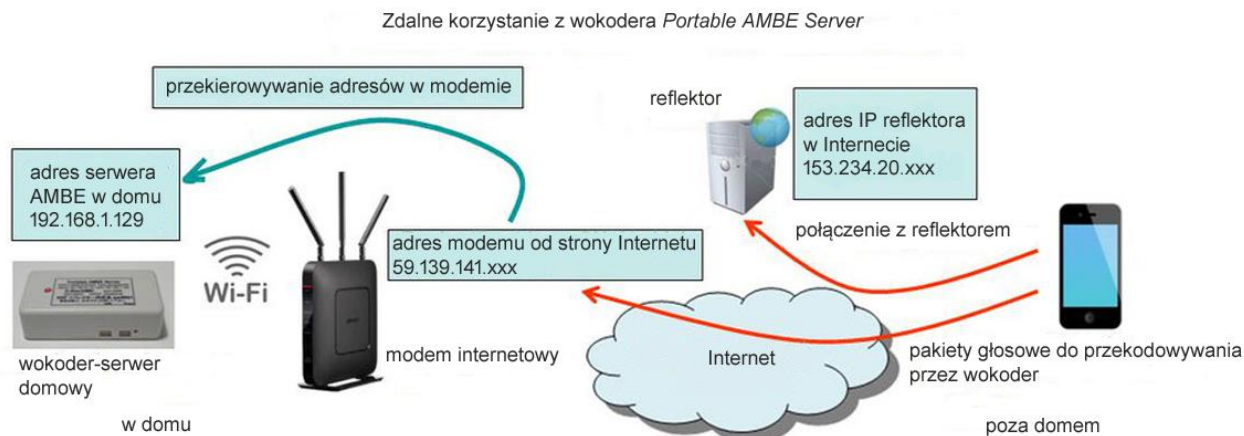 Zdalne korzystanie z wokodera Portable AMBE Server
przekierowywanie adresów w modemie
reflektor
adres IP reflektora
w Internecie
153.234.20.xxx
adres serwera
AMBE w domu
192.168.1.129
adres modemu od strony Internetu
59.139.141.xxx
połączenie z reflektorem
Wi-Fi
wokoder-serwer
domowy
modem internetowy
Internet
pakiety głosowe do przekodowywania
przez wokoder
w domu
poza domem